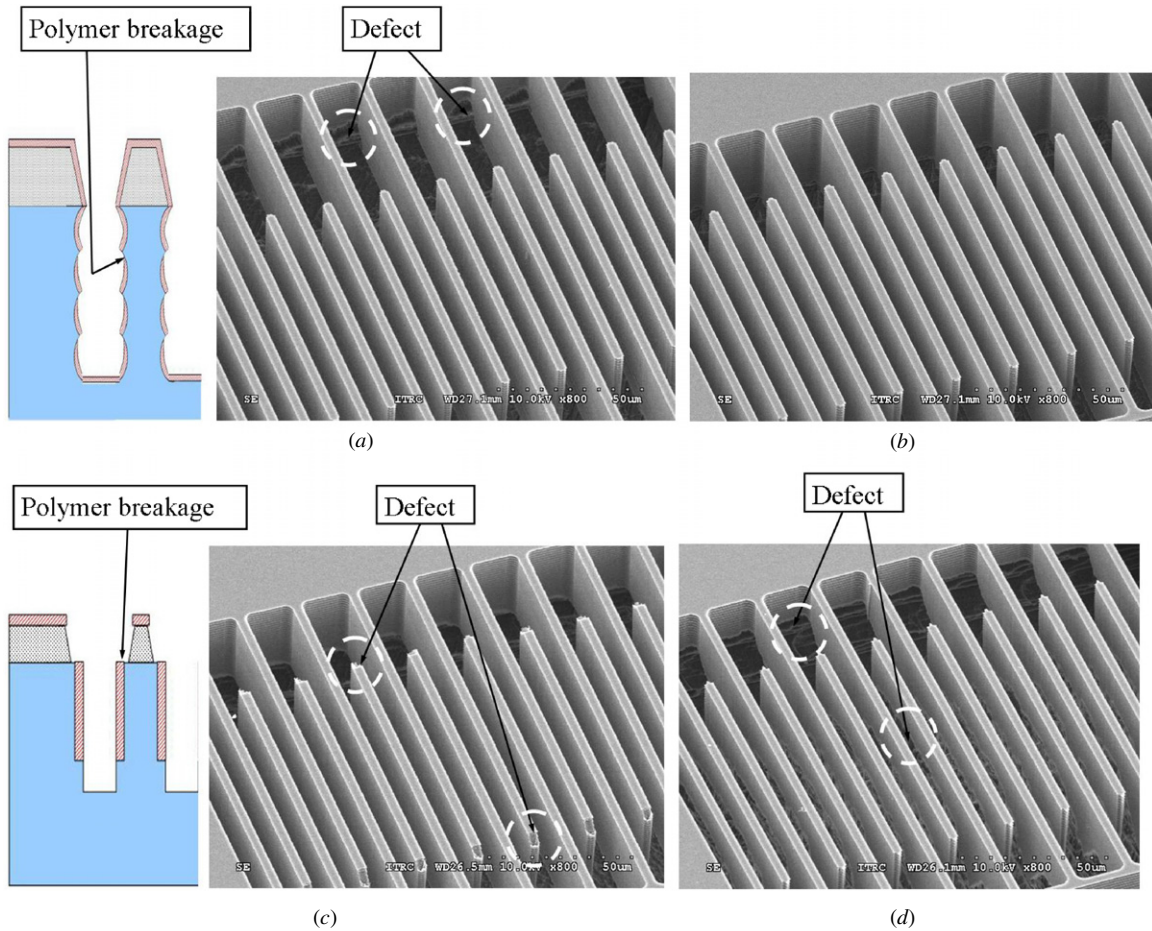 Polymer breakage
Defect
SE ITRC WD27.1mm 10.0kV x800 50um
SE ITRC WD27.1mm 10.0kV x800 50um
(a)
(b)
Polymer breakage
Defect
Defect
SE ITRC WD26.5mm 10.0kV x800 50um
SE ITRC WD26.1mm 10.0kV x800 50um
(c)
(d)